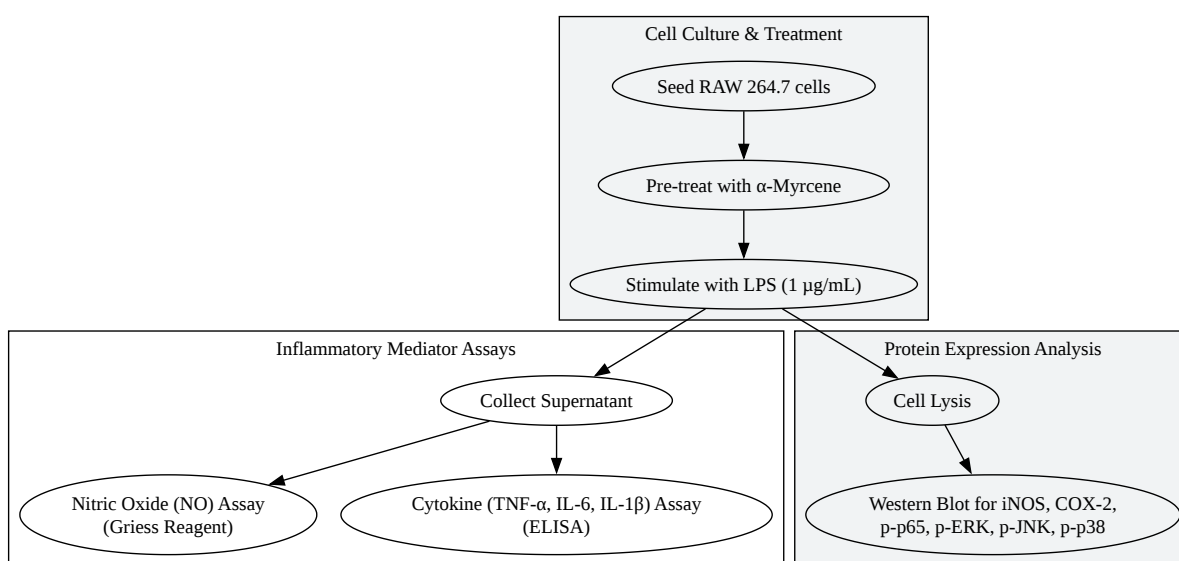 Cell Culture & Treatment
Seed RAW 264.7 cells
Pre-treat with α-Myrcene
Stimulate with LPS (1 µg/mL)
Inflammatory Mediator Assays
Collect Supernatant
Nitric Oxide (NO) Assay
(Griess Reagent)
Cytokine (TNF-α, IL-6, IL-1β) Assay
(ELISA)
Protein Expression Analysis
Cell Lysis
Western Blot for iNOS, COX-2,
p-p65, p-ERK, p-JNK, p-p38